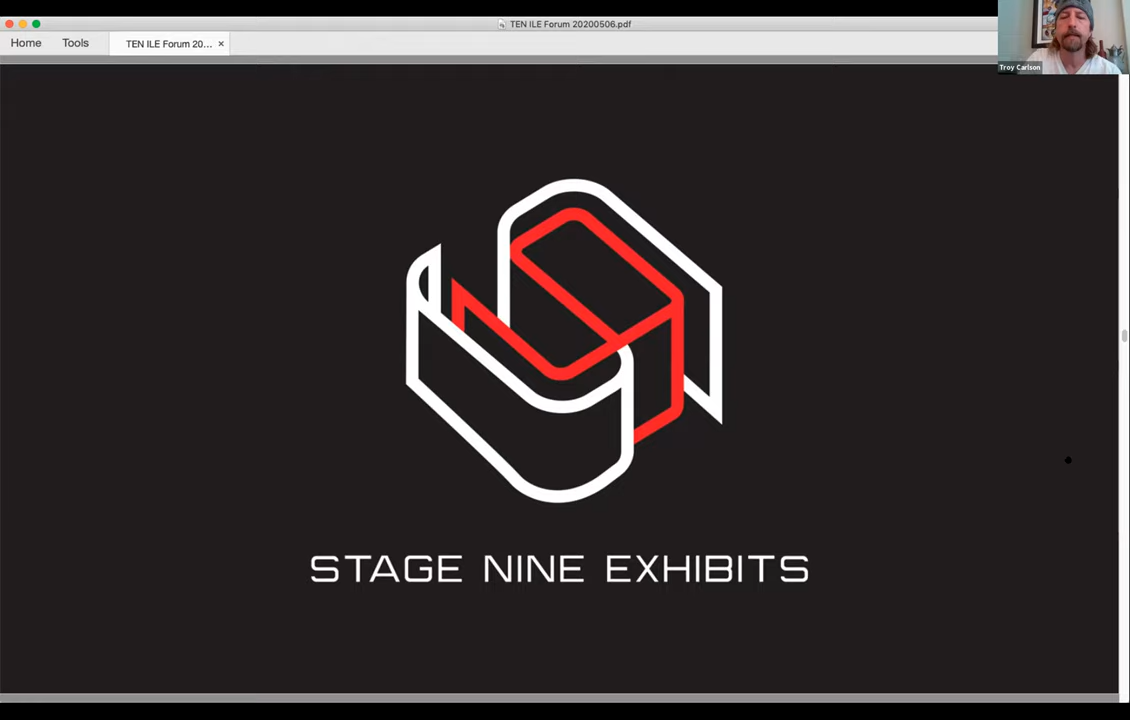 TEN ILE Forum 20200506.pdf
Home
Tools
TEN ILE Forum 20...
Troy Carlson
STAGE NINE EXHIBITS